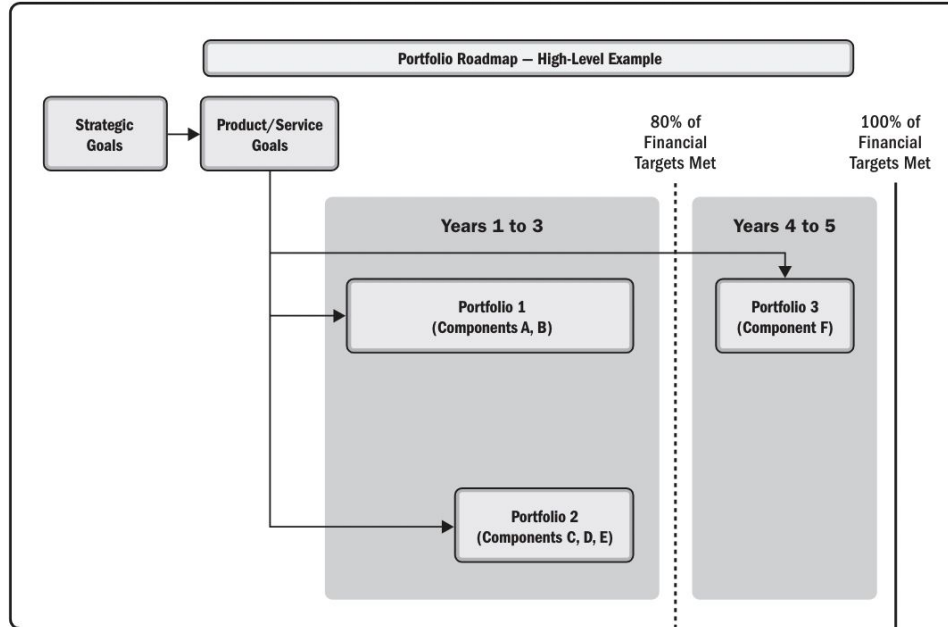 Portfolio Roadmap — High-Level Example
Strategic
Goals
Product/Service
Goals
80% of
Financial
Targets Met
100% of
Financial
Targets Met
Years 1 to 3
Years 4 to 5
Portfolio 1
(Components A, B)
Portfolio 3
(Component F)
Portfolio 2
(Components C, D, E)